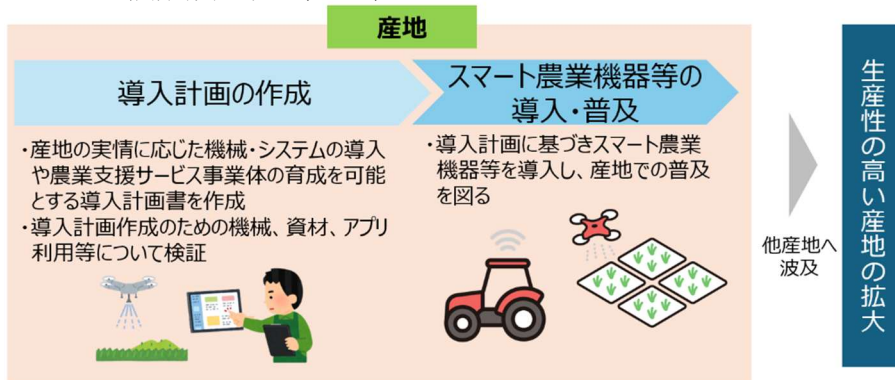 産地
導入計画の作成
スマート農業機器等の
導入・普及
・産地の実情に応じた機械・システムの導入
や農業支援サービス事業体の育成を可能
とする導入計画書を作成
・導入計画作成のための機械、資材、アプリ
利用等について検証
・導入計画に基づきスマート農業
機器等を導入し、産地での普及
を図る
他産地へ
波及
生産性の高い産地の拡大